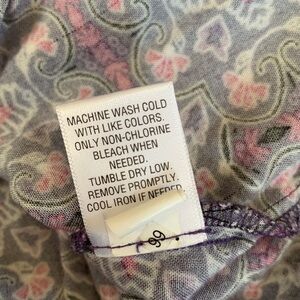 MACHINE WASH COLD
WITH LIKE COLORS.
ONLY NON-CHLORINE
BLEACH WHEN
NEEDED.
TUMBLE DRY LOW.
REMOVE PROMPTLY.
COOL IRON IF NEEDED